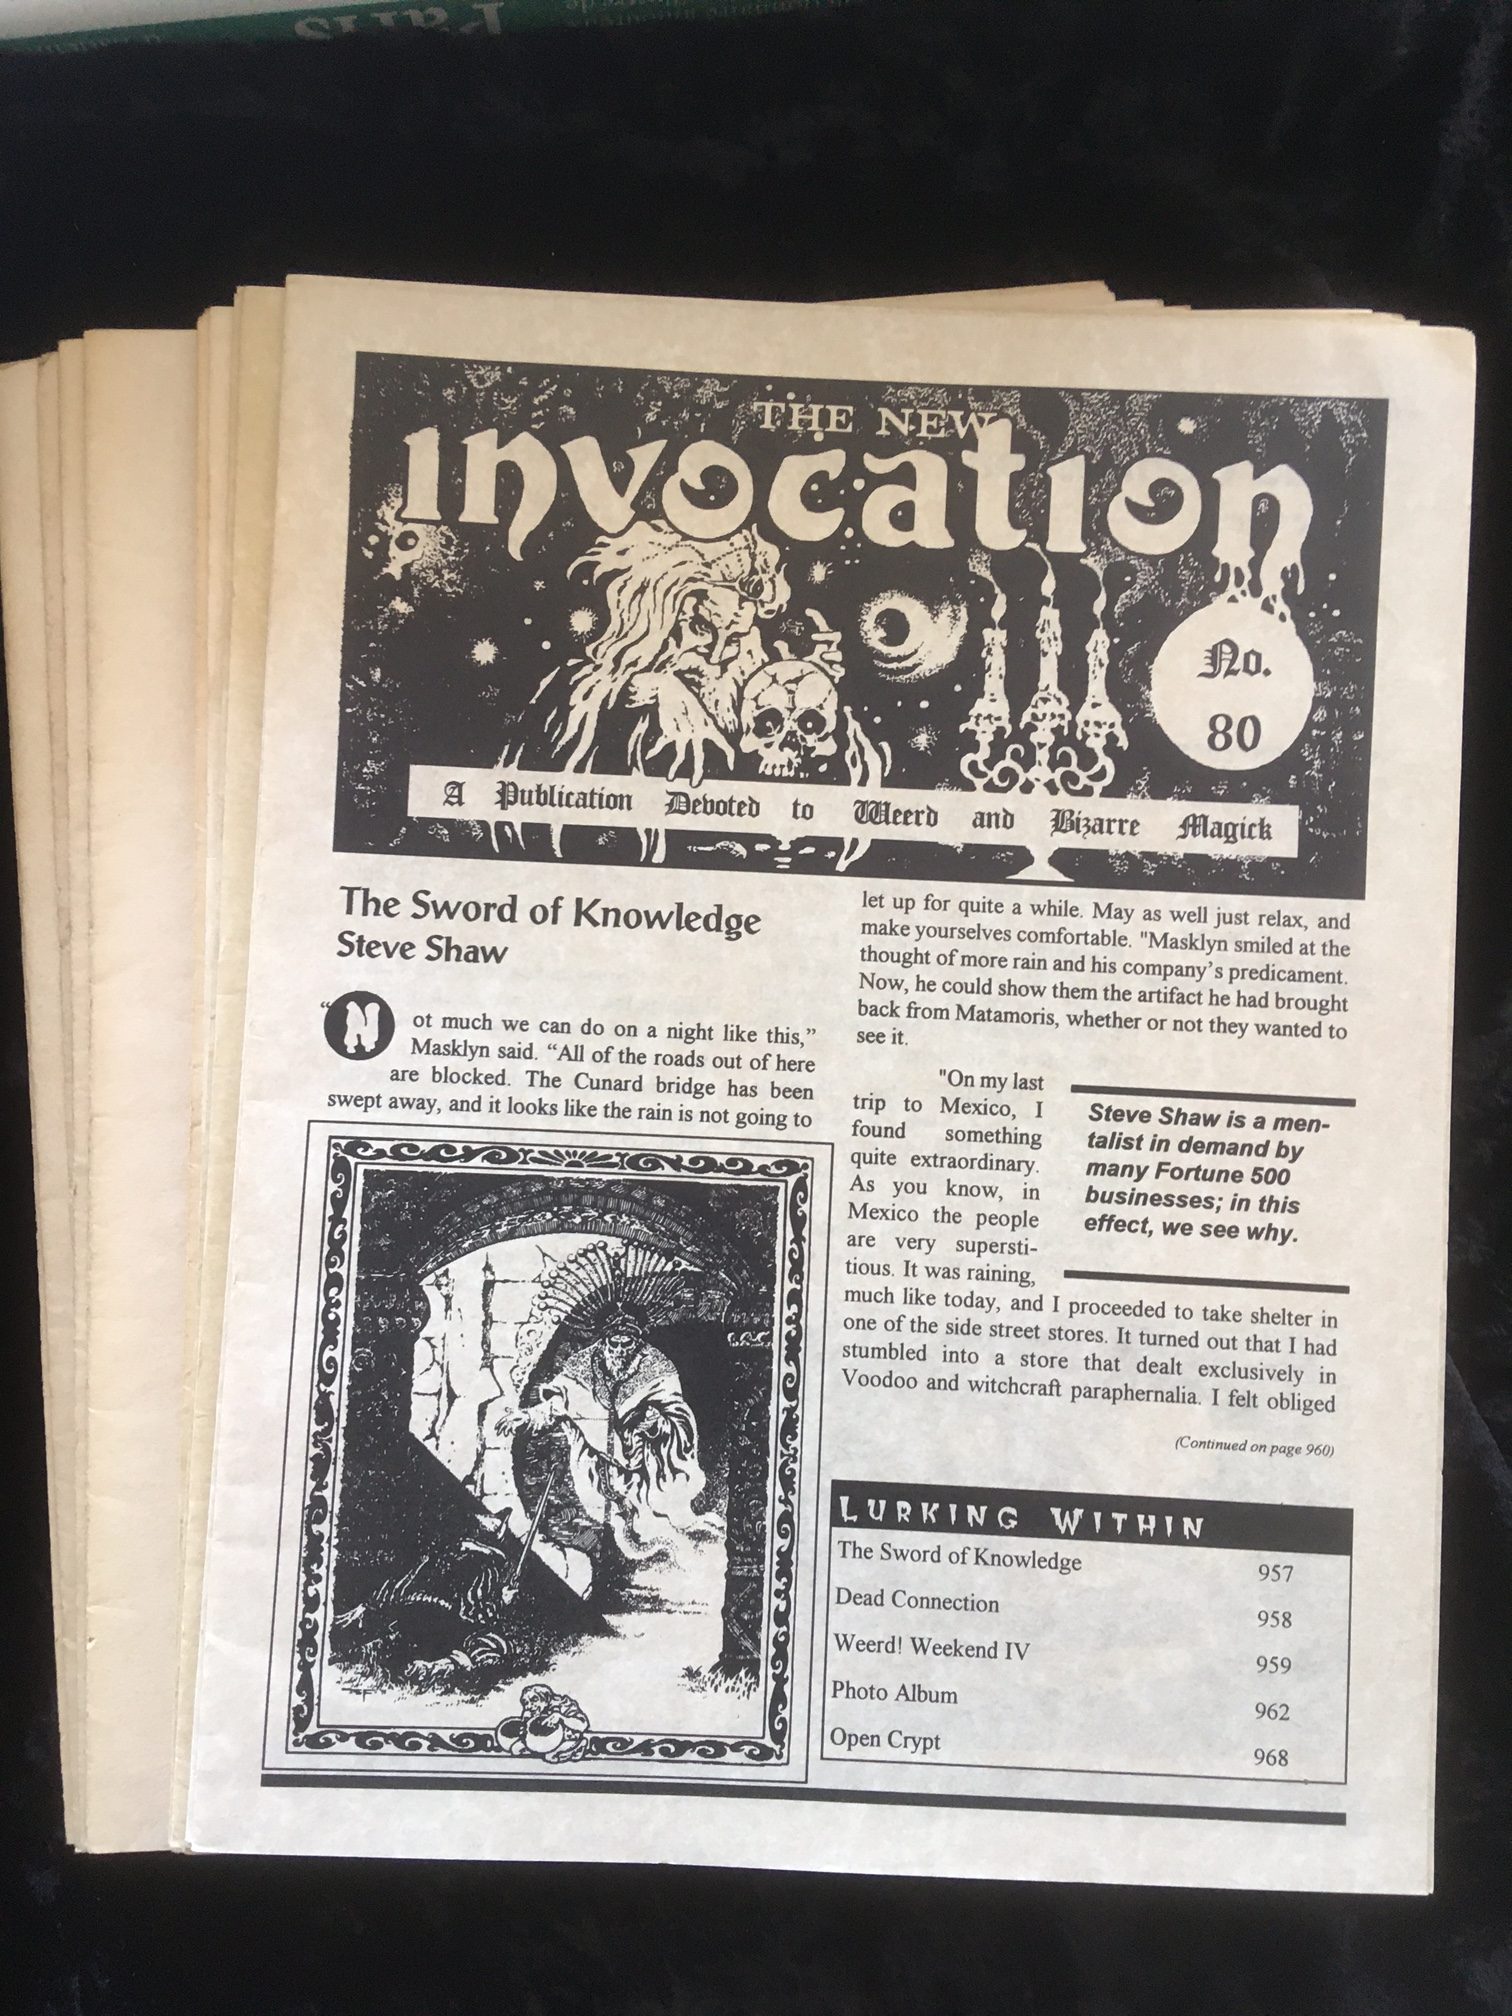 Paris
THE NEW
invocation
No.
80
A Publication Devoted to Weerd and Bizarre Magick
The Sword of Knowledge
Steve Shaw
"Not much we can do on a night like this,"
Masklyn said. "All of the roads out of here
are blocked. The Cunard bridge has been
swept away, and it looks like the rain is not going to
let up for quite a while. May as well just relax, and
make yourselves comfortable. "Masklyn smiled at the
thought of more rain and his company's predicament.
Now, he could show them the artifact he had brought
back from Matamoris, whether or not they wanted to
see it.
"On my last
trip to Mexico, I
found something
quite extraordinary.
As you know, in
Mexico the people
are very supersti-
tious. It was raining,
much like today, and I proceeded to take shelter in
one of the side street stores. It turned out that I had
stumbled into a store that dealt exclusively in
Voodoo and witchcraft paraphernalia. I felt obliged
(Continued on page 960)
Steve Shaw is a men-
talist in demand by
many Fortune 500
businesses; in this
effect, we see why.
LURKING WITHIN
The Sword of Knowledge 957
Dead Connection 958
Weerd! Weekend IV 959
Photo Album 962
Open Crypt 968